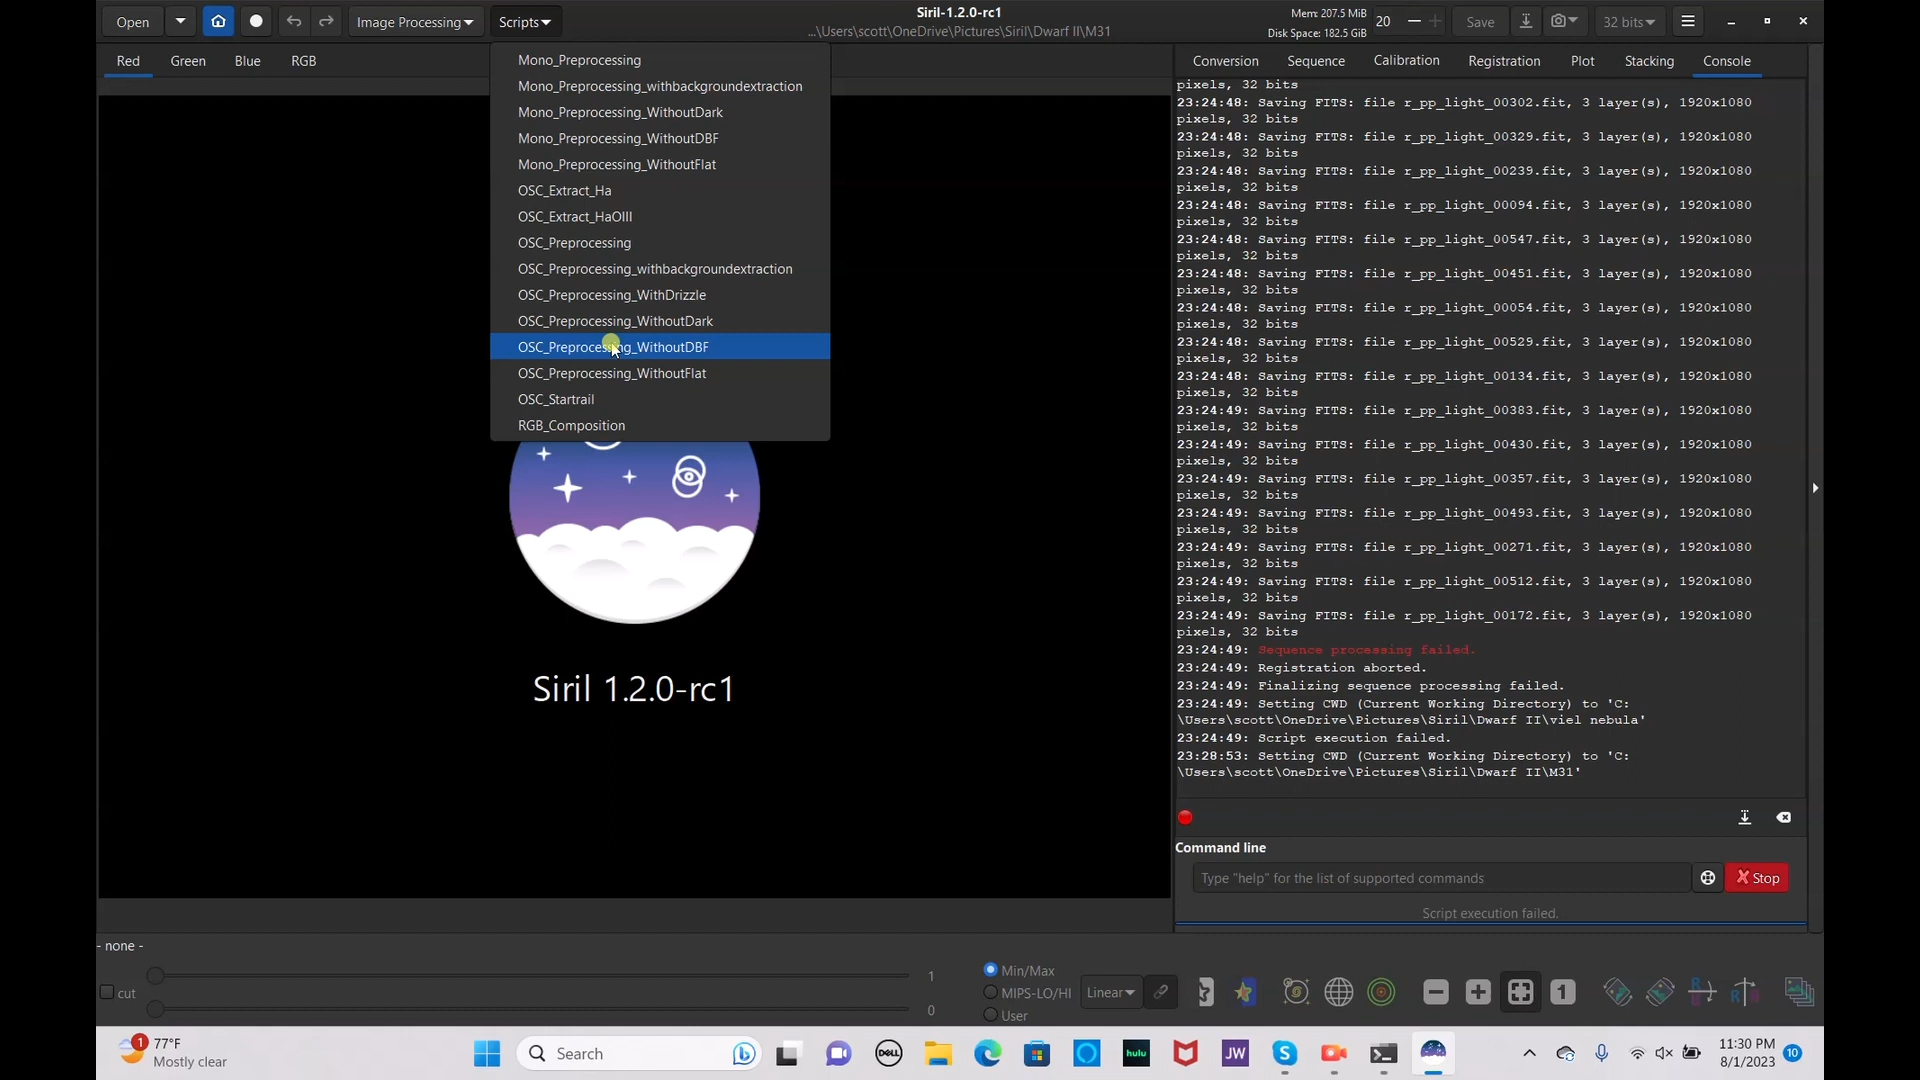 Open
Image Processing
Scripts
Siril-1.2.0-rc1
...\Users\scott\OneDrive\Pictures\Siril\Dwarf II\M31
Mem: 207.5 MiB
Disk Space: 182.5 GiB
20
Save
32 bits
Red
Green
Blue
RGB
Mono_Preprocessing
Mono_Preprocessing_withbackgroundextraction
Mono_Preprocessing_WithoutDark
Mono_Preprocessing_WithoutDBF
Mono_Preprocessing_WithoutFlat
OSC_Extract_Ha
OSC_Extract_HaOIII
OSC_Preprocessing
OSC_Preprocessing_withbackgroundextraction
OSC_Preprocessing_WithDrizzle
OSC_Preprocessing_WithoutDark
OSC_Preprocessing_WithoutDBF
OSC_Preprocessing_WithoutFlat
OSC_Startrail
RGB_Composition
Siril 1.2.0-rc1
Conversion
Sequence
Calibration
Registration
Plot
Stacking
Console
pixels, 32 bits
23:24:48: Saving FITS: file r_pp_light_00302.fit, 3 layer(s), 1920x1080
pixels, 32 bits
23:24:48: Saving FITS: file r_pp_light_00329.fit, 3 layer(s), 1920x1080
pixels, 32 bits
23:24:48: Saving FITS: file r_pp_light_00239.fit, 3 layer(s), 1920x1080
pixels, 32 bits
23:24:48: Saving FITS: file r_pp_light_00094.fit, 3 layer(s), 1920x1080
pixels, 32 bits
23:24:48: Saving FITS: file r_pp_light_00547.fit, 3 layer(s), 1920x1080
pixels, 32 bits
23:24:48: Saving FITS: file r_pp_light_00451.fit, 3 layer(s), 1920x1080
pixels, 32 bits
23:24:48: Saving FITS: file r_pp_light_00054.fit, 3 layer(s), 1920x1080
pixels, 32 bits
23:24:48: Saving FITS: file r_pp_light_00529.fit, 3 layer(s), 1920x1080
pixels, 32 bits
23:24:48: Saving FITS: file r_pp_light_00134.fit, 3 layer(s), 1920x1080
pixels, 32 bits
23:24:49: Saving FITS: file r_pp_light_00383.fit, 3 layer(s), 1920x1080
pixels, 32 bits
23:24:49: Saving FITS: file r_pp_light_00430.fit, 3 layer(s), 1920x1080
pixels, 32 bits
23:24:49: Saving FITS: file r_pp_light_00357.fit, 3 layer(s), 1920x1080
pixels, 32 bits
23:24:49: Saving FITS: file r_pp_light_00493.fit, 3 layer(s), 1920x1080
pixels, 32 bits
23:24:49: Saving FITS: file r_pp_light_00271.fit, 3 layer(s), 1920x1080
pixels, 32 bits
23:24:49: Saving FITS: file r_pp_light_00512.fit, 3 layer(s), 1920x1080
pixels, 32 bits
23:24:49: Saving FITS: file r_pp_light_00172.fit, 3 layer(s), 1920x1080
pixels, 32 bits
23:24:49: Sequence processing failed.
23:24:49: Registration aborted.
23:24:49: Finalizing sequence processing failed.
23:24:49: Setting CWD (Current Working Directory) to 'C:
\Users\scott\OneDrive\Pictures\Siril\Dwarf II\viel nebula'
23:24:49: Script execution failed.
23:28:53: Setting CWD (Current Working Directory) to 'C:
\Users\scott\OneDrive\Pictures\Siril\Dwarf II\M31'
Command line
Type "help" for the list of supported commands
Stop
Script execution failed.
- none -
1
cut
0
Min/Max
MIPS-LO/HI
User
Linear
1
R
R
R
1
77°F
Mostly clear
Search
DELL
hulu
JW
S
11:30 PM
8/1/2023
10